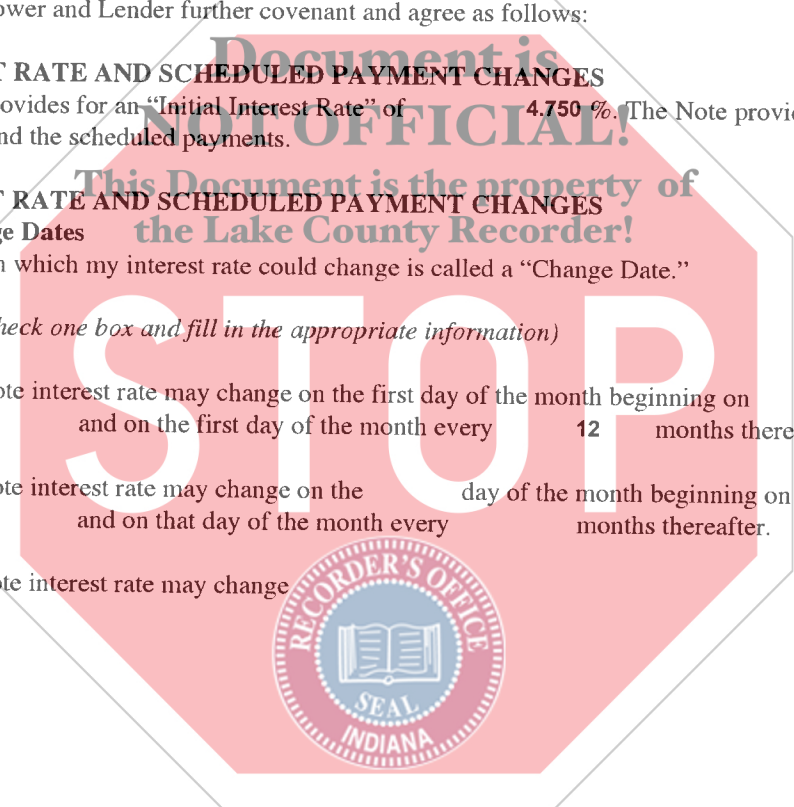 ower and Lender further covenant and agree as follows:
Document is
T RATE AND SCHEDULED PAYMENT CHANGES
ovides for an “Initial Interest Rate” of 4.750 %. The Note provi
NOT OFFICIAL!
nd the scheduled payments.
This Document is the property of
T RATE AND SCHEDULED PAYMENT CHANGES
the Lake County Recorder!
ge Dates
n which my interest rate could change is called a “Change Date.”
heck one box and fill in the appropriate information)
STOP
ote interest rate may change on the first day of the month beginning on
and on the first day of the month every 12 months there
ote interest rate may change on the day of the month beginning on
and on that day of the month every months thereafter.
ote interest rate may change
RECORDER'S OFFICE
SEAL
INDIANA